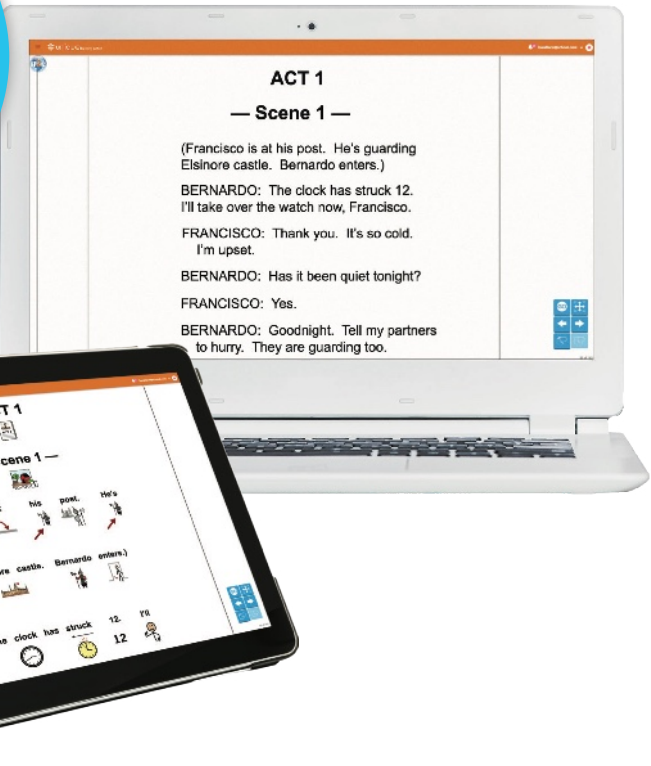 ACT 1
— Scene 1 —
(Francisco is at his post. He's guarding
Elsinore castle. Bernardo enters.)
BERNARDO: The clock has struck 12.
I'll take over the watch now, Francisco.
FRANCISCO: Thank you. It's so cold.
I'm upset.
BERNARDO: Has it been quiet tonight?
FRANCISCO: Yes.
BERNARDO: Goodnight. Tell my partners
to hurry. They are guarding too.
T 1
cene 1 —
his post. He's
re castle. Bernardo enters.)
clock has struck 12. I'll
12